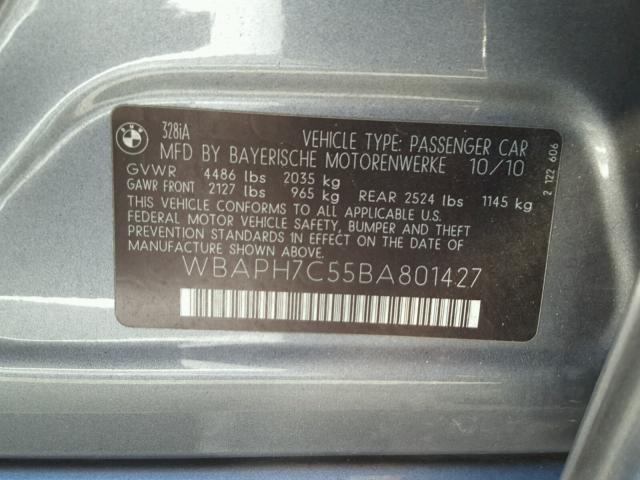 BMW
328iA
VEHICLE TYPE: PASSENGER CAR
MFD BY BAYERISCHE MOTORENWERKE 10/10
GVWR 4486 lbs 2035 kg
GAWR FRONT 2127 lbs 965 kg REAR 2524 lbs 1145 kg
THIS VEHICLE CONFORMS TO ALL APPLICABLE U.S.
FEDERAL MOTOR VEHICLE SAFETY, BUMPER AND THEFT
PREVENTION STANDARDS IN EFFECT ON THE DATE OF
MANUFACTURE SHOWN ABOVE.
WBAPH7C55BA801427
2 122 606